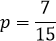 p = 7/15